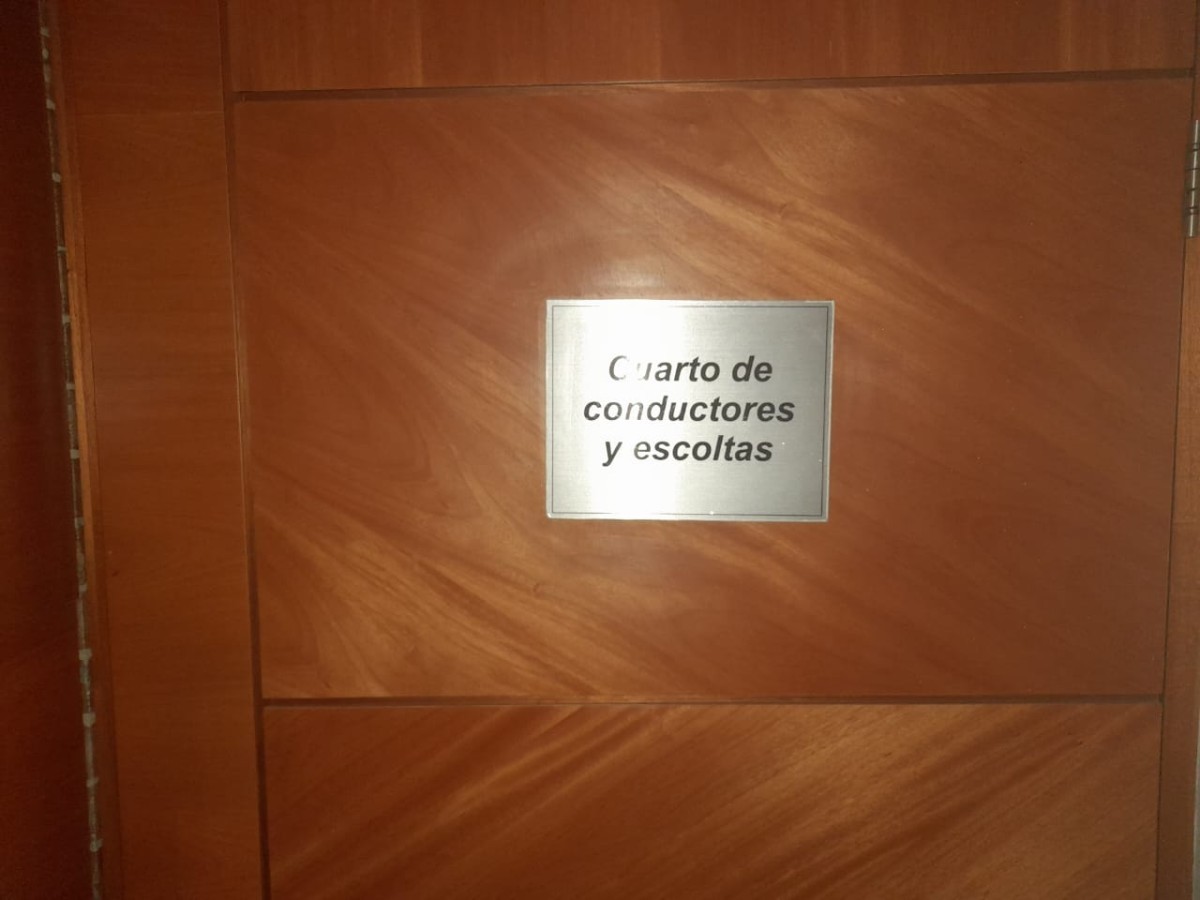 Cuarto de
conductores
y escoltas